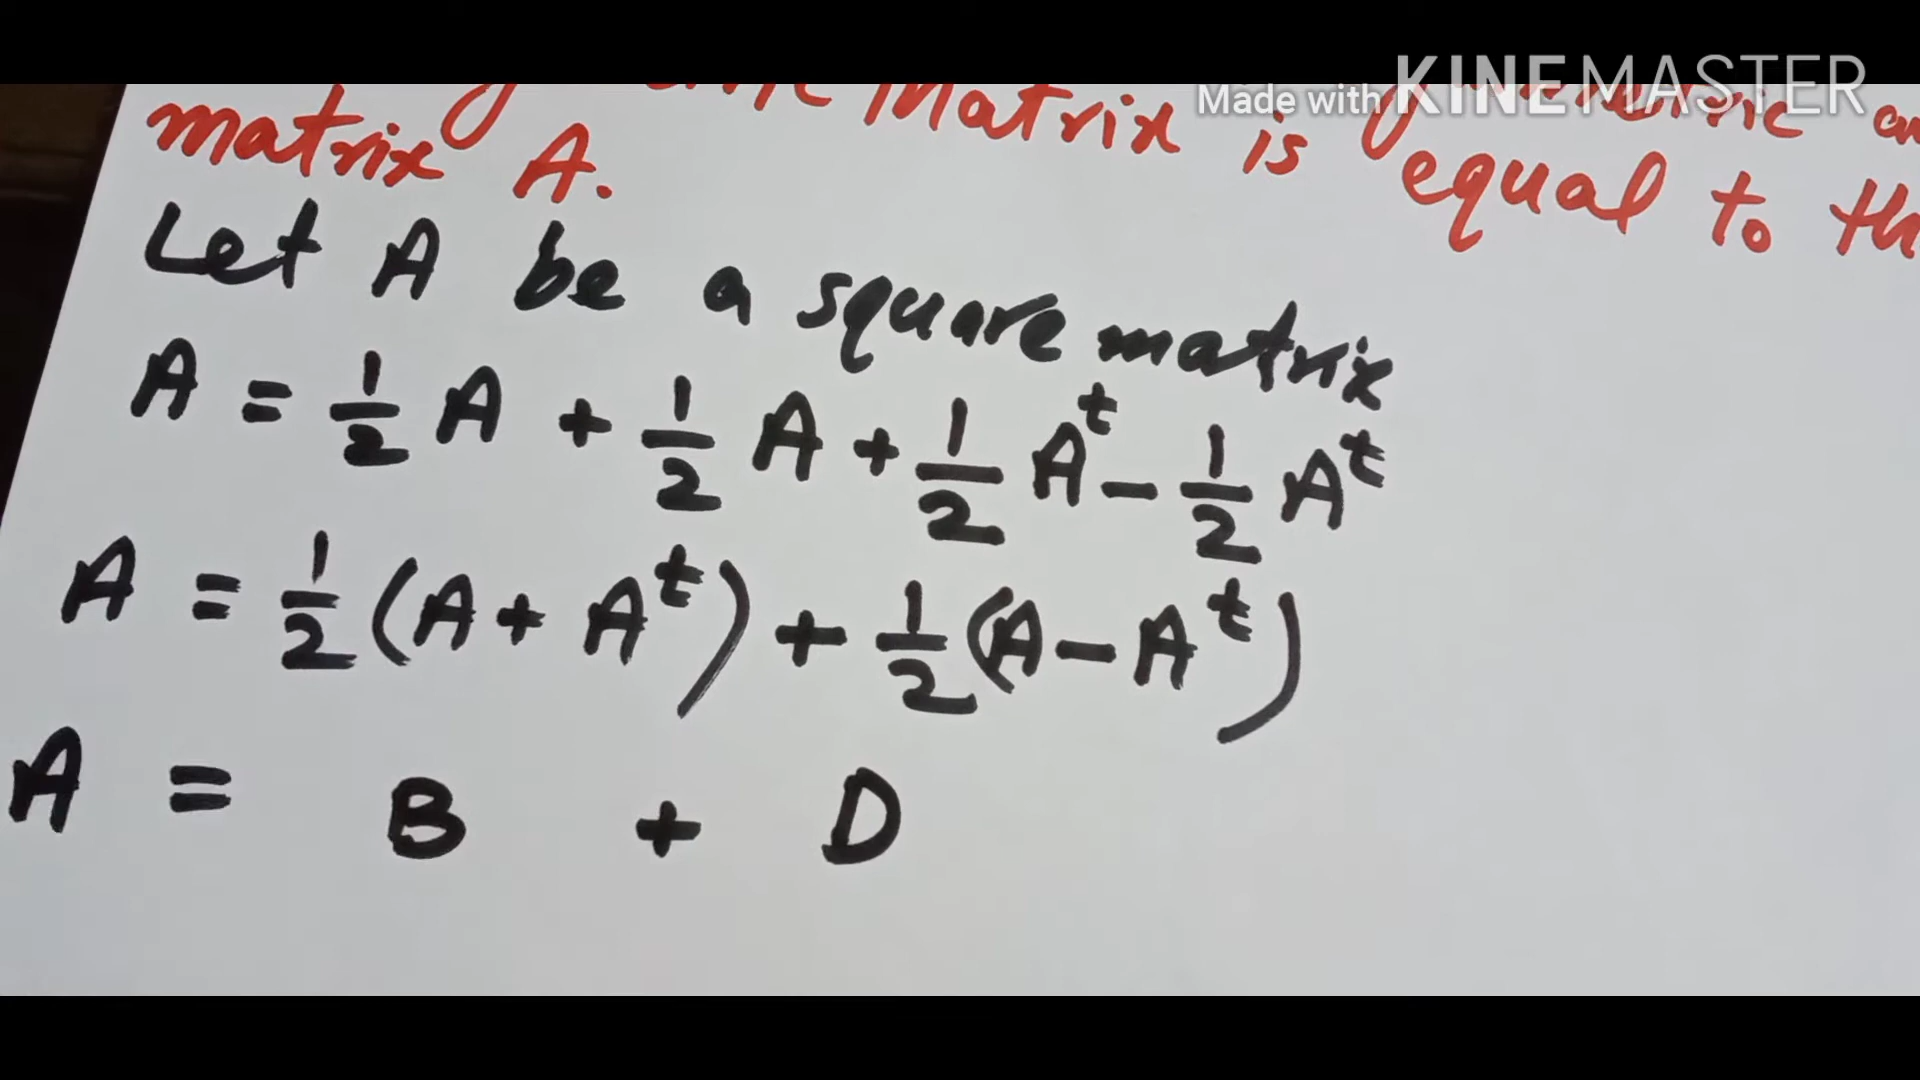 Made with KINEMASTER
matrix is equal to
matrix A.
Let A be a square matrix
A = 1/2 A + 1/2 A + 1/2 A^t - 1/2 A^t
A = 1/2 (A + A^t) + 1/2 (A - A^t)
A = B + D